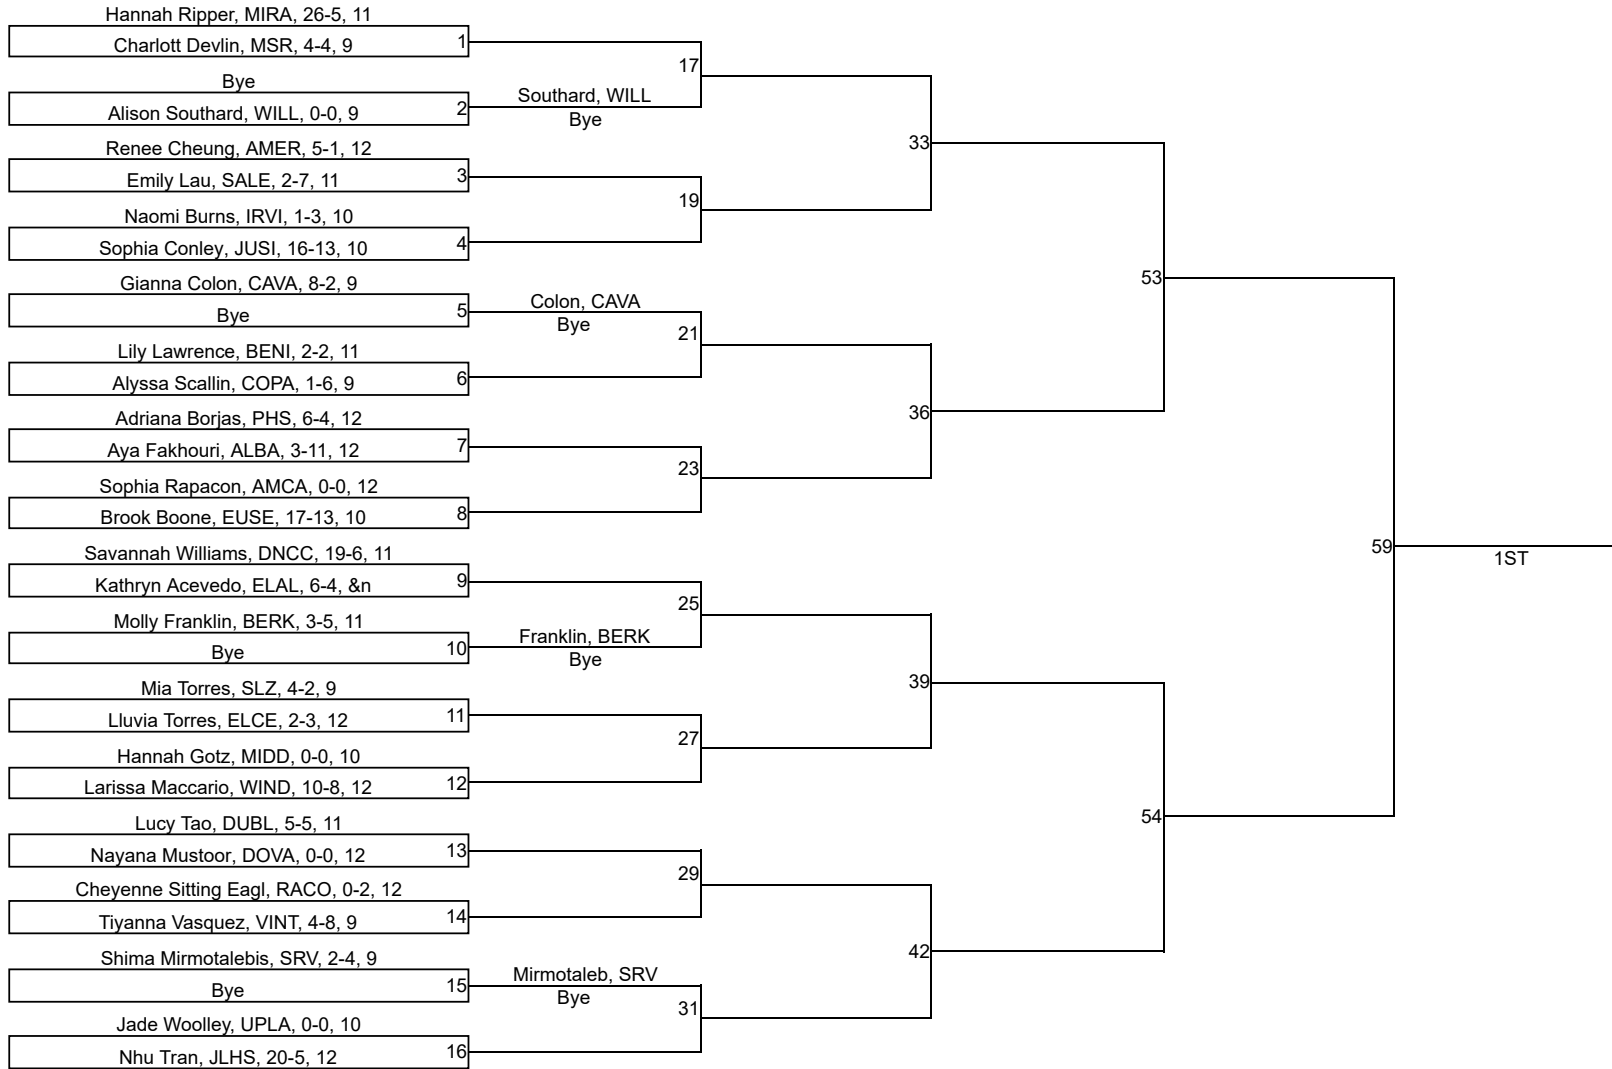 Hannah Ripper, MIRA, 26-5, 11
Charlott Devlin, MSR, 4-4, 9
1
17
Bye
Alison Southard, WILL, 0-0, 9
2
Southard, WILL
Bye
33
Renee Cheung, AMER, 5-1, 12
Emily Lau, SALE, 2-7, 11
3
19
Naomi Burns, IRVI, 1-3, 10
Sophia Conley, JUSI, 16-13, 10
4
53
Gianna Colon, CAVA, 8-2, 9
Bye
5
Colon, CAVA
Bye
21
Lily Lawrence, BENI, 2-2, 11
Alyssa Scallin, COPA, 1-6, 9
6
36
Adriana Borjas, PHS, 6-4, 12
Aya Fakhouri, ALBA, 3-11, 12
7
23
Sophia Rapacon, AMCA, 0-0, 12
Brook Boone, EUSE, 17-13, 10
8
59
1ST
Savannah Williams, DNCC, 19-6, 11
Kathryn Acevedo, ELAL, 6-4, &n
9
25
Molly Franklin, BERK, 3-5, 11
Bye
10
Franklin, BERK
Bye
39
Mia Torres, SLZ, 4-2, 9
Lluvia Torres, ELCE, 2-3, 12
11
27
Hannah Gotz, MIDD, 0-0, 10
Larissa Maccario, WIND, 10-8, 12
12
54
Lucy Tao, DUBL, 5-5, 11
Nayana Mustoor, DOVA, 0-0, 12
13
29
Cheyenne Sitting Eagl, RACO, 0-2, 12
Tiyanna Vasquez, VINT, 4-8, 9
14
42
Shima Mirmotalebis, SRV, 2-4, 9
Bye
15
Mirmotaleb, SRV
Bye
31
Jade Woolley, UPLA, 0-0, 10
Nhu Tran, JLHS, 20-5, 12
16